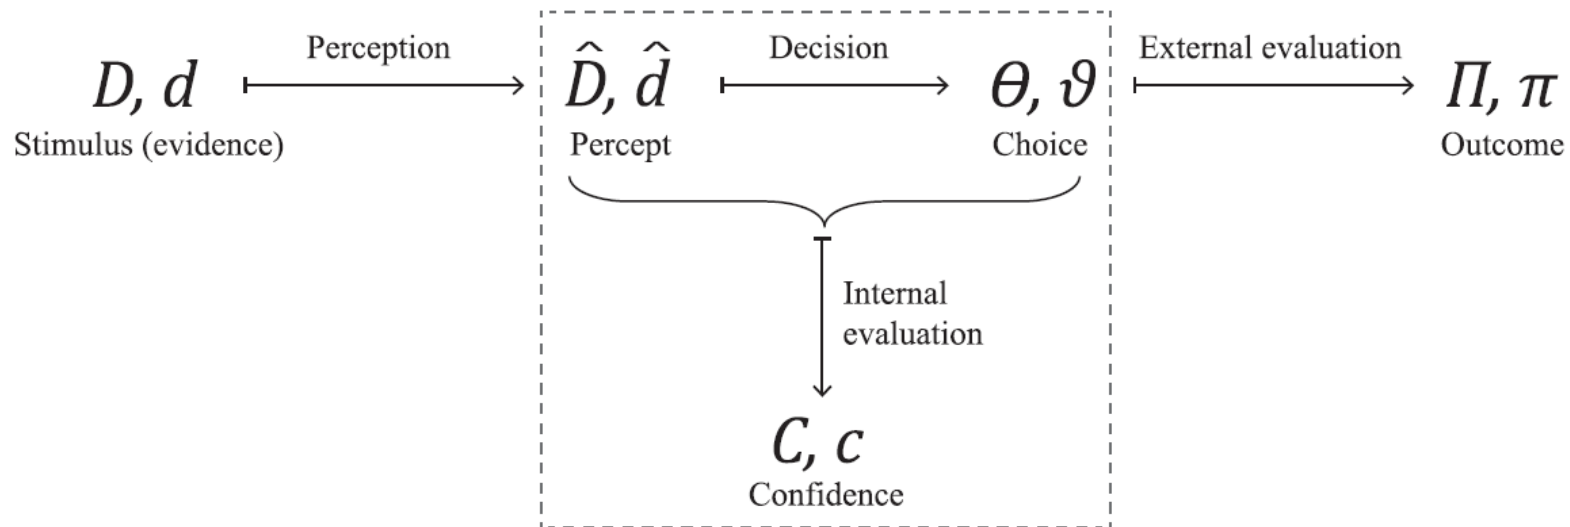 Perception
Decision
External evaluation
D, d
D̂, d̂
Θ, ϑ
Π, π
Stimulus (evidence)
Percept
Choice
Outcome
Internal
evaluation
C, c
Confidence